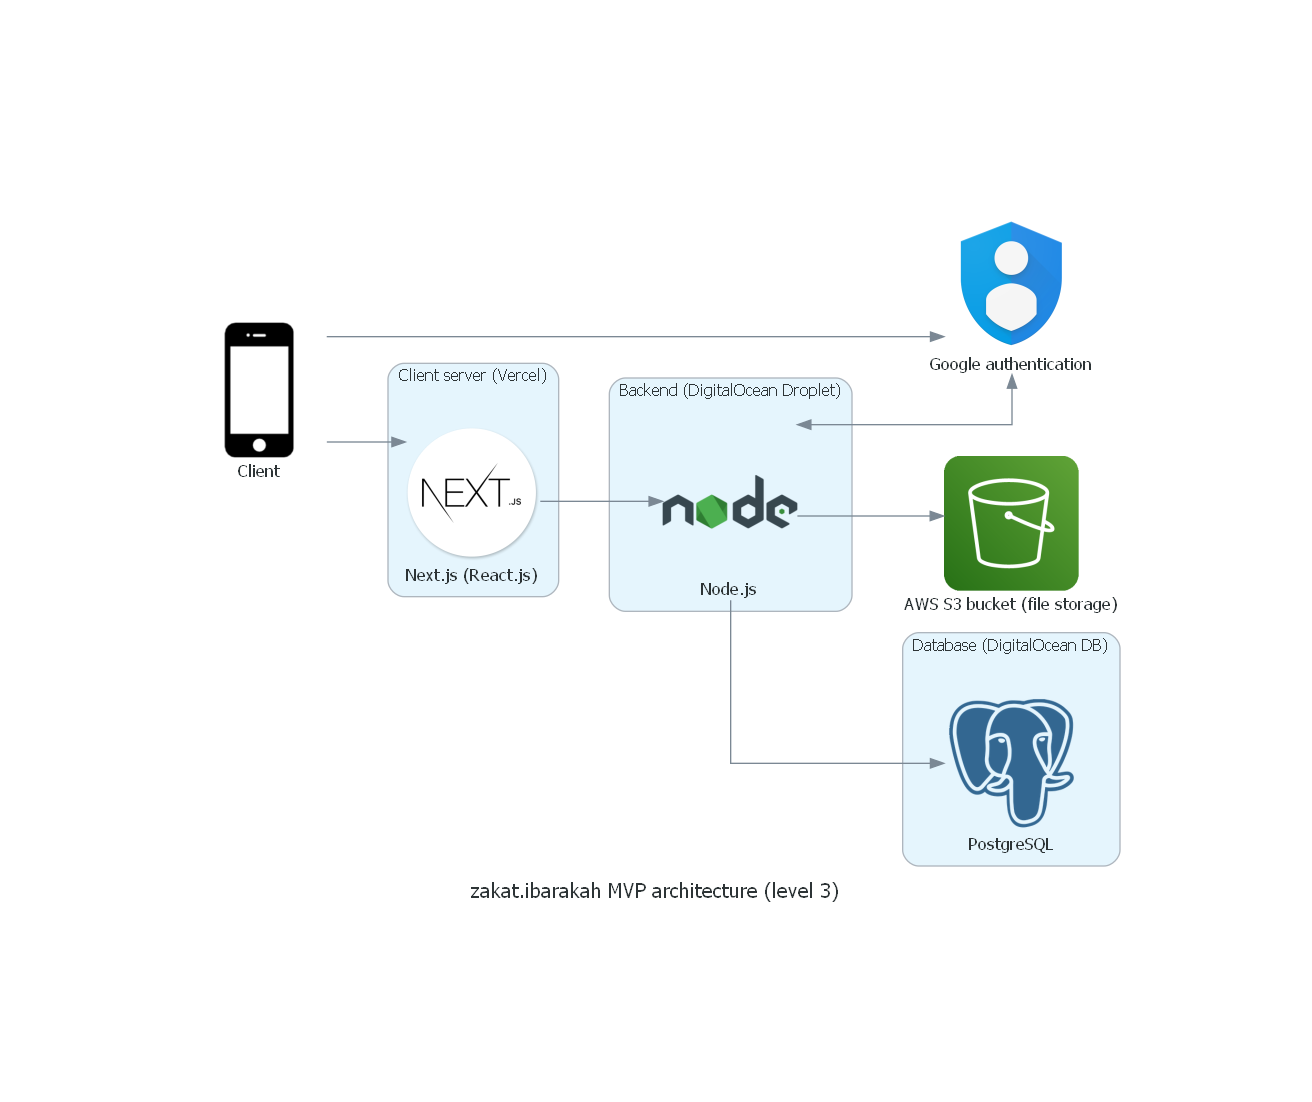 Google authentication
Client server (Vercel)
Backend (DigitalOcean Droplet)
Client
NEXT.JS
Next.js (React.js)
node
Node.js
AWS S3 bucket (file storage)
Database (DigitalOcean DB)
PostgreSQL
zakat.ibarakah MVP architecture (level 3)